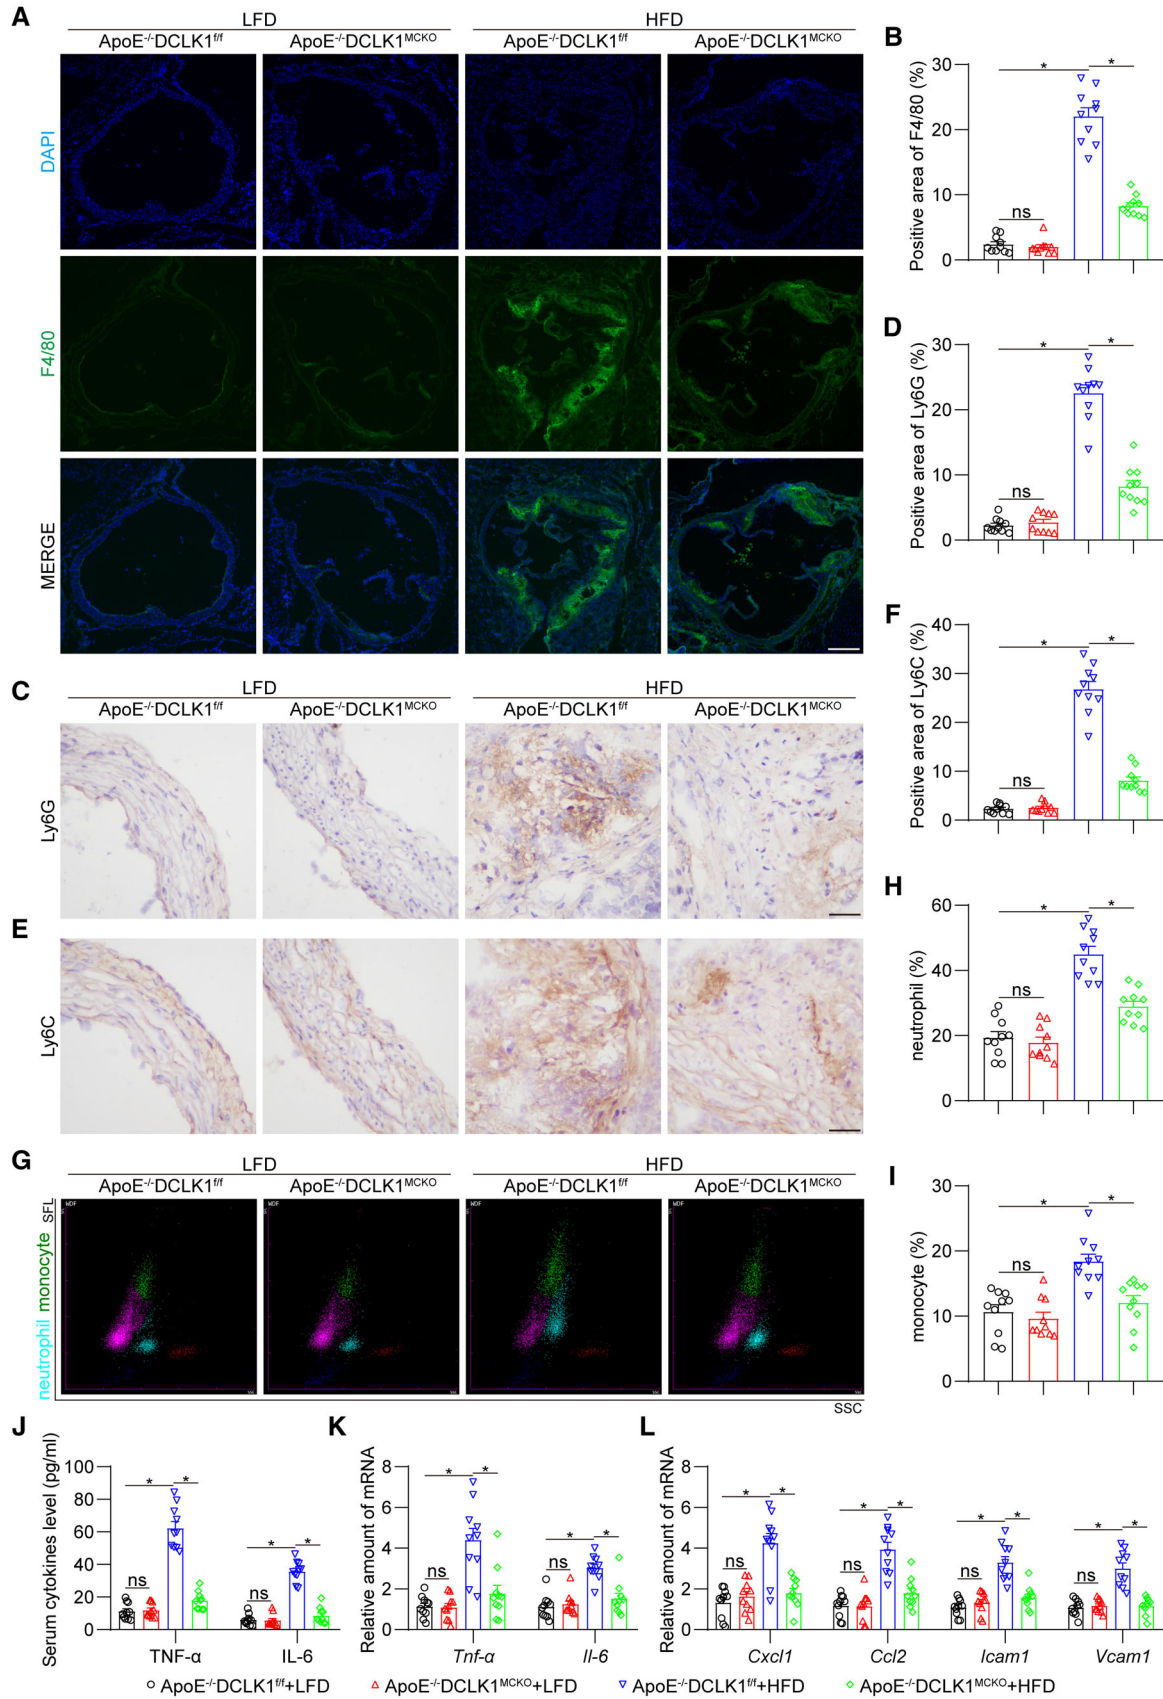 A
LFD
HFD
ApoE-/-DCLK1f/f
ApoE-/-DCLK1MCKO
ApoE-/-DCLK1f/f
ApoE-/-DCLK1MCKO
DAPI
F4/80
MERGE
B
Positive area of F4/80 (%)
30
20
10
0
ns
*
*
C
LFD
HFD
ApoE-/-DCLK1f/f
ApoE-/-DCLK1MCKO
ApoE-/-DCLK1f/f
ApoE-/-DCLK1MCKO
Ly6G
D
Positive area of Ly6G (%)
30
20
10
0
ns
*
*
E
Ly6C
F
Positive area of Ly6C (%)
40
30
20
10
0
ns
*
*
G
LFD
HFD
ApoE-/-DCLK1f/f
ApoE-/-DCLK1MCKO
ApoE-/-DCLK1f/f
ApoE-/-DCLK1MCKO
neutrophil monocyte SFL
WDF
WDF
WDF
WDF
SSC
H
neutrophil (%)
60
40
20
0
ns
*
*
I
monocyte (%)
30
20
10
0
ns
*
*
J
Serum cytokines level (pg/ml)
100
80
60
40
20
0
ns
*
*
ns
*
*
TNF-α
IL-6
K
Relative amount of mRNA
8
6
4
2
0
ns
*
*
ns
*
*
Tnf-α
Il-6
L
Relative amount of mRNA
8
6
4
2
0
ns
*
*
ns
*
*
ns
*
*
ns
*
*
Cxcl1
Ccl2
Icam1
Vcam1
ApoE-/-DCLK1f/f+LFD
ApoE-/-DCLK1MCKO+LFD
ApoE-/-DCLK1f/f+HFD
ApoE-/-DCLK1MCKO+HFD